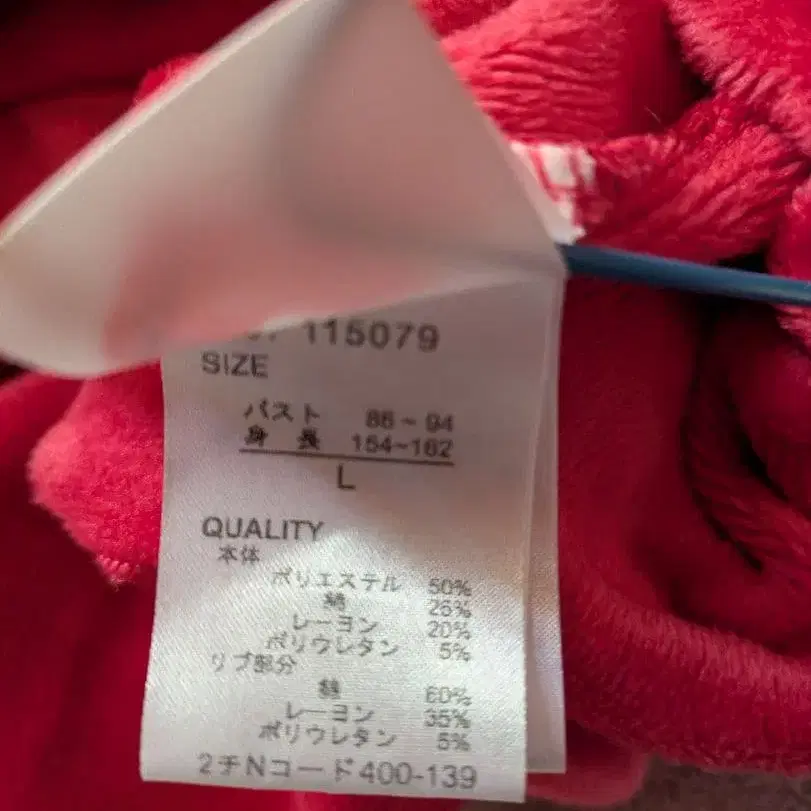 115079
SIZE
バスト 86~94
身長 154~162
L
QUALITY
本体
ポリエステル 50%
綿 25%
レーヨン 20%
ポリウレタン 5%
リブ部分
綿 60%
レーヨン 35%
ポリウレタン 5%
2チNコード400-139